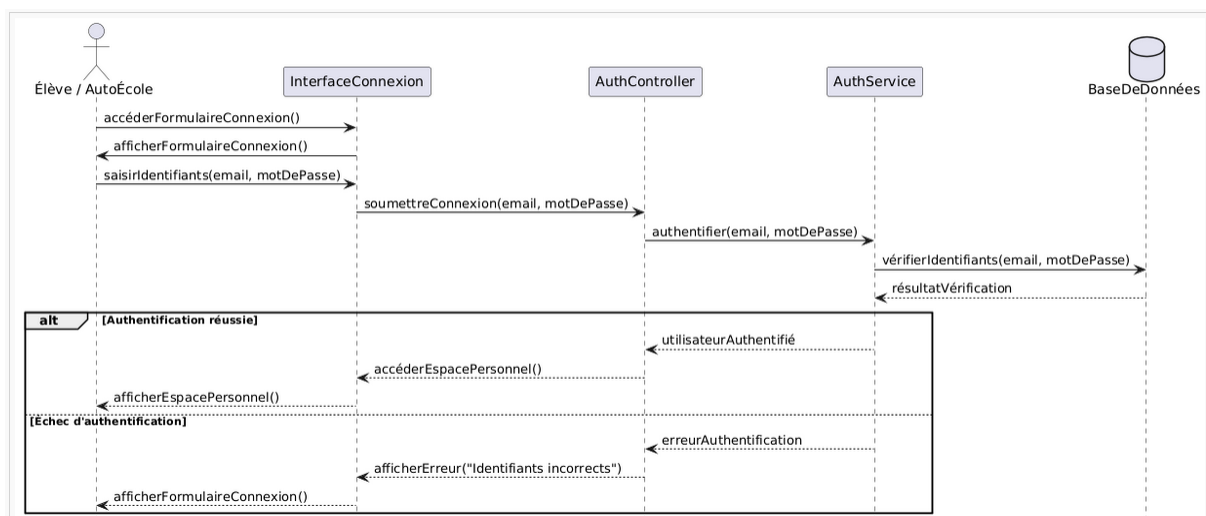 Élève / AutoÉcole
InterfaceConnexion
AuthController
AuthService
BaseDeDonnées
accéderFormulaireConnexion()
afficherFormulaireConnexion()
saisirIdentifiants(email, motDePasse)
soumettreConnexion(email, motDePasse)
authentifier(email, motDePasse)
vérifierIdentifiants(email, motDePasse)
résultatVérification
alt [Authentification réussie]
utilisateurAuthentifié
accéderEspacePersonnel()
afficherEspacePersonnel()
[Échec d'authentification]
erreurAuthentification
afficherErreur("Identifiants incorrects")
afficherFormulaireConnexion()